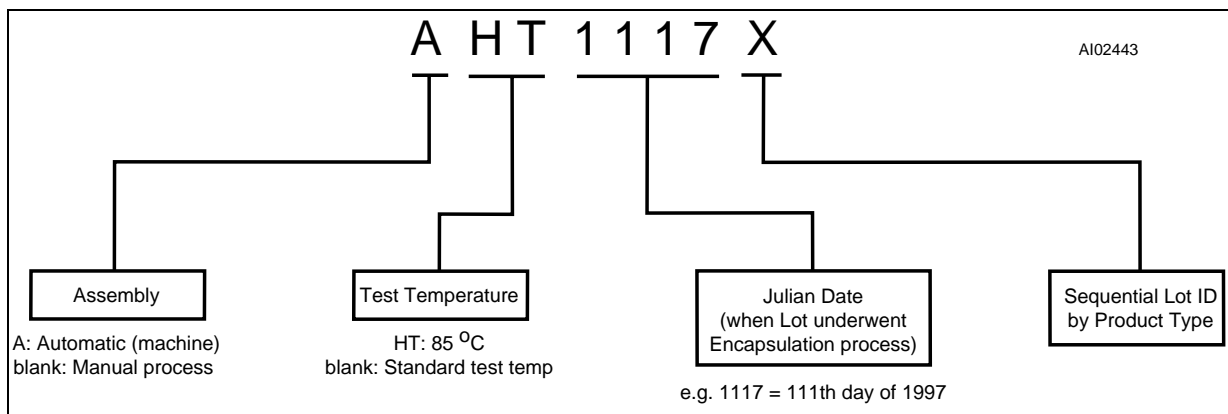 A HT 1117 X
AI02443
Assembly
A: Automatic (machine)
blank: Manual process
Test Temperature
HT: 85 °C
blank: Standard test temp
Julian Date
(when Lot underwent
Encapsulation process)
e.g. 1117 = 111th day of 1997
Sequential Lot ID
by Product Type